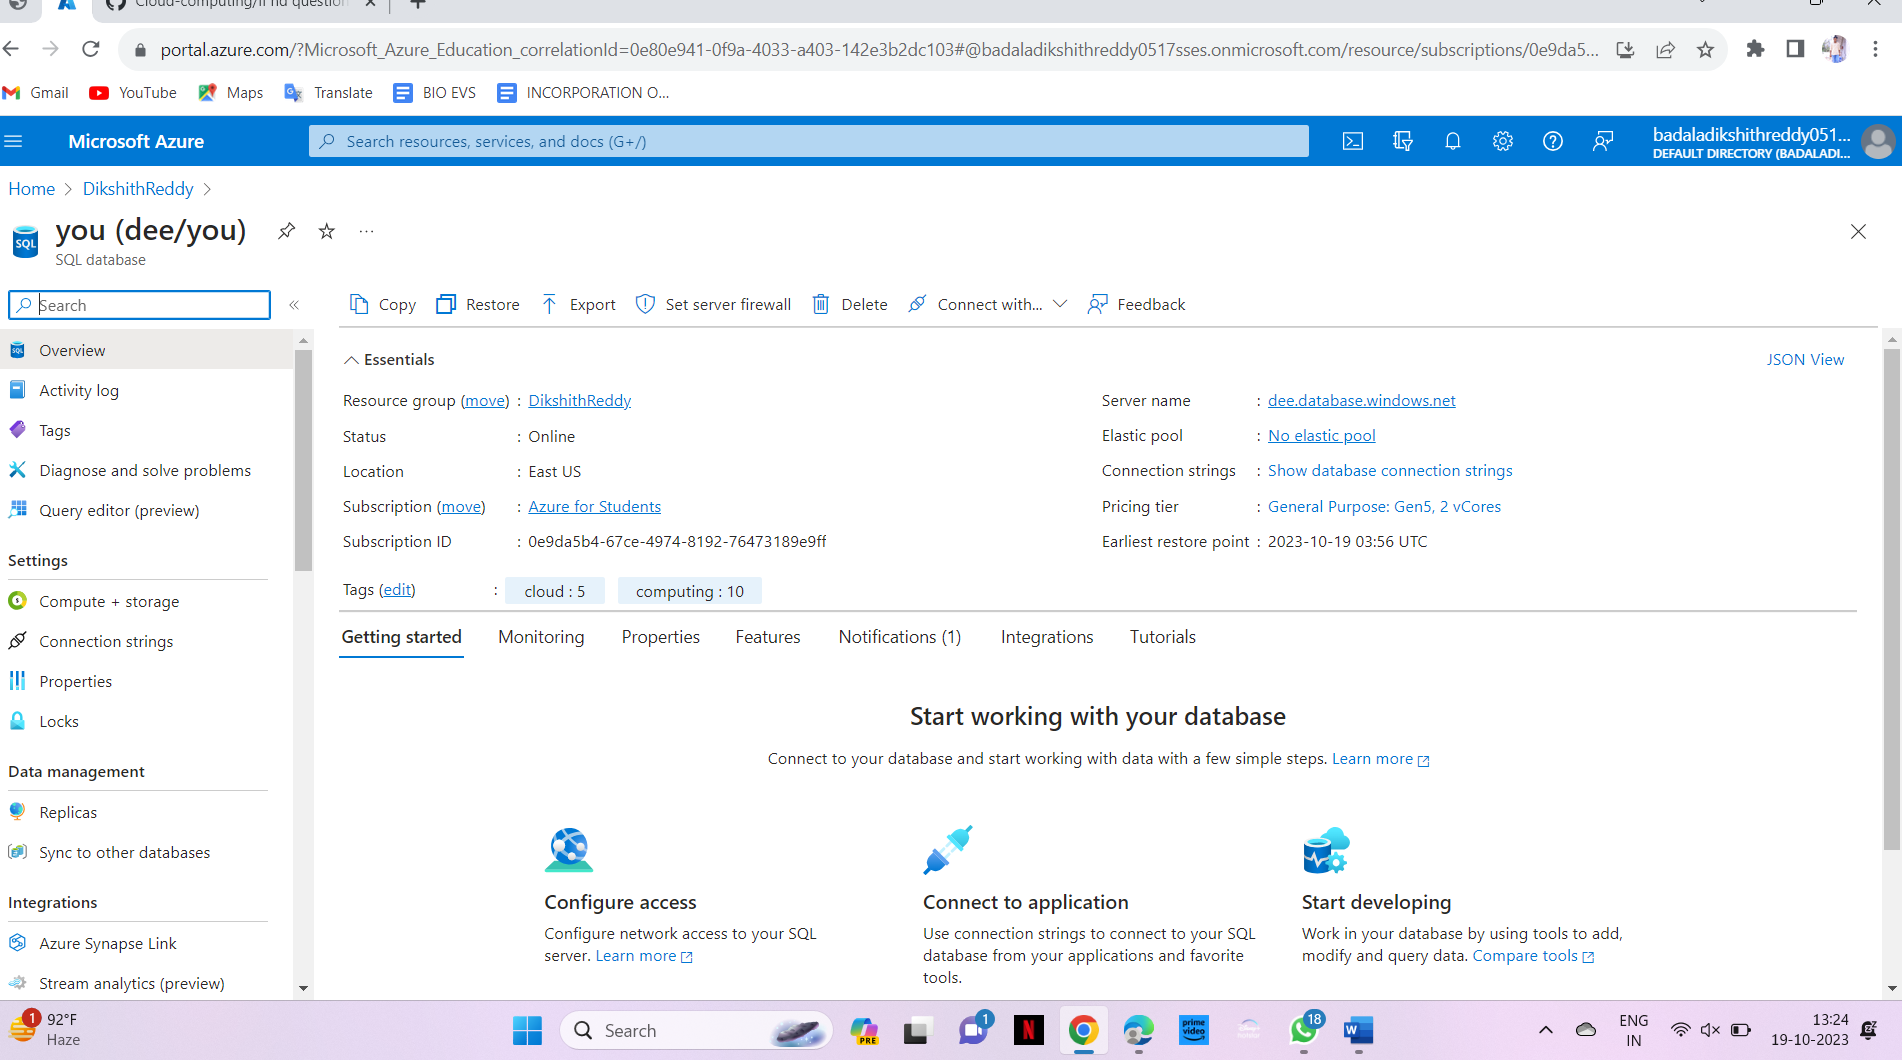 Cloud-computing/if nd question
portal.azure.com/?Microsoft_Azure_Education_correlationId=0e80e941-0f9a-4033-a403-142e3b2dc103#@badaladikshithreddy0517sses.onmicrosoft.com/resource/subscriptions/0e9da5...
Gmail YouTube Maps Translate BIO EVS INCORPORATION O...
Microsoft Azure
Search resources, services, and docs (G+/)
badaladikshithreddy051...
DEFAULT DIRECTORY (BADALADI...
Home > DikshithReddy >
you (dee/you) ...
SQL database
Search «
Copy Restore Export Set server firewall Delete Connect with... Feedback
Overview
Activity log
Tags
Diagnose and solve problems
Query editor (preview)
Settings
Compute + storage
Connection strings
Properties
Locks
Data management
Replicas
Sync to other databases
Integrations
Azure Synapse Link
Stream analytics (preview)
Essentials
JSON View
Resource group (move) : DikshithReddy
Status : Online
Location : East US
Subscription (move) : Azure for Students
Subscription ID : 0e9da5b4-67ce-4974-8192-76473189e9ff
Server name : dee.database.windows.net
Elastic pool : No elastic pool
Connection strings : Show database connection strings
Pricing tier : General Purpose: Gen5, 2 vCores
Earliest restore point : 2023-10-19 03:56 UTC
Tags (edit) : cloud : 5 computing : 10
Getting started Monitoring Properties Features Notifications (1) Integrations Tutorials
Start working with your database
Connect to your database and start working with data with a few simple steps. Learn more
Configure access
Configure network access to your SQL
server. Learn more
Connect to application
Use connection strings to connect to your SQL
database from your applications and favorite
tools.
Start developing
Work in your database by using tools to add,
modify and query data. Compare tools
1
92°F
Haze
Search
PRE
1
N
prime video
18
W
ENG
IN
13:24
19-10-2023